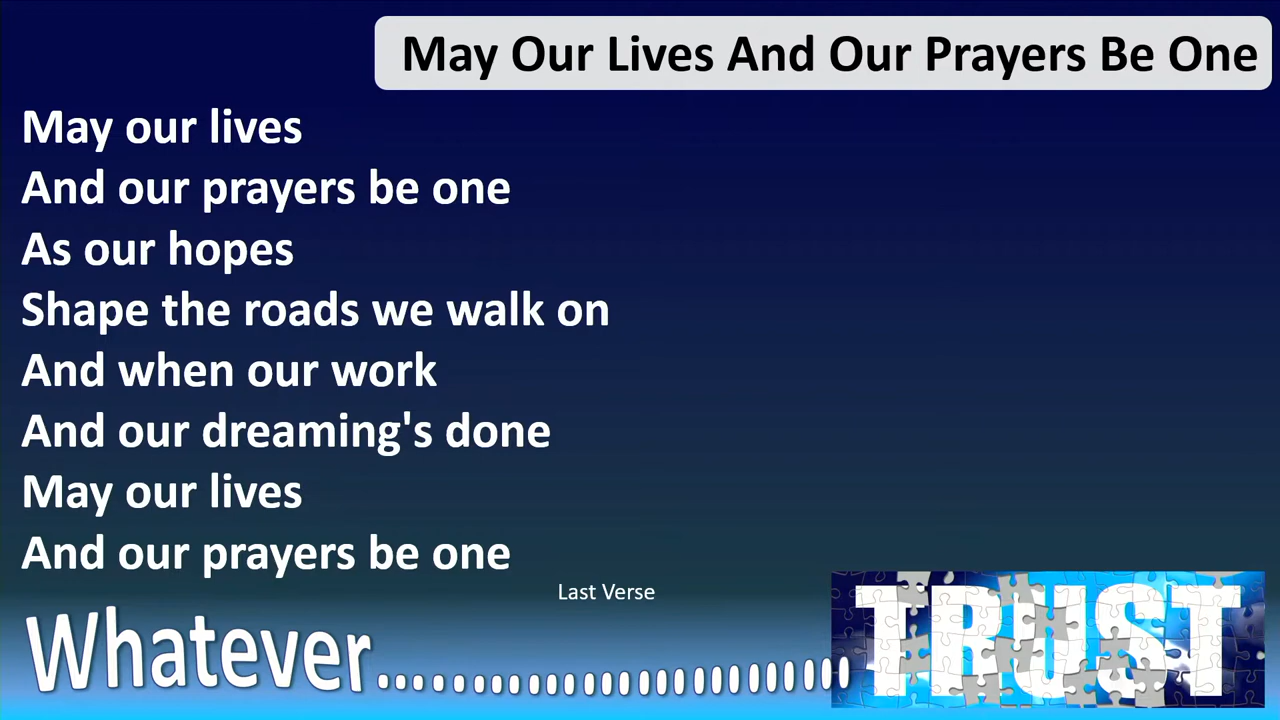 May Our Lives And Our Prayers Be One
May our lives
And our prayers be one
As our hopes
Shape the roads we walk on
And when our work
And our dreaming's done
May our lives
And our prayers be one
Last Verse
Whatever........................ TRUST